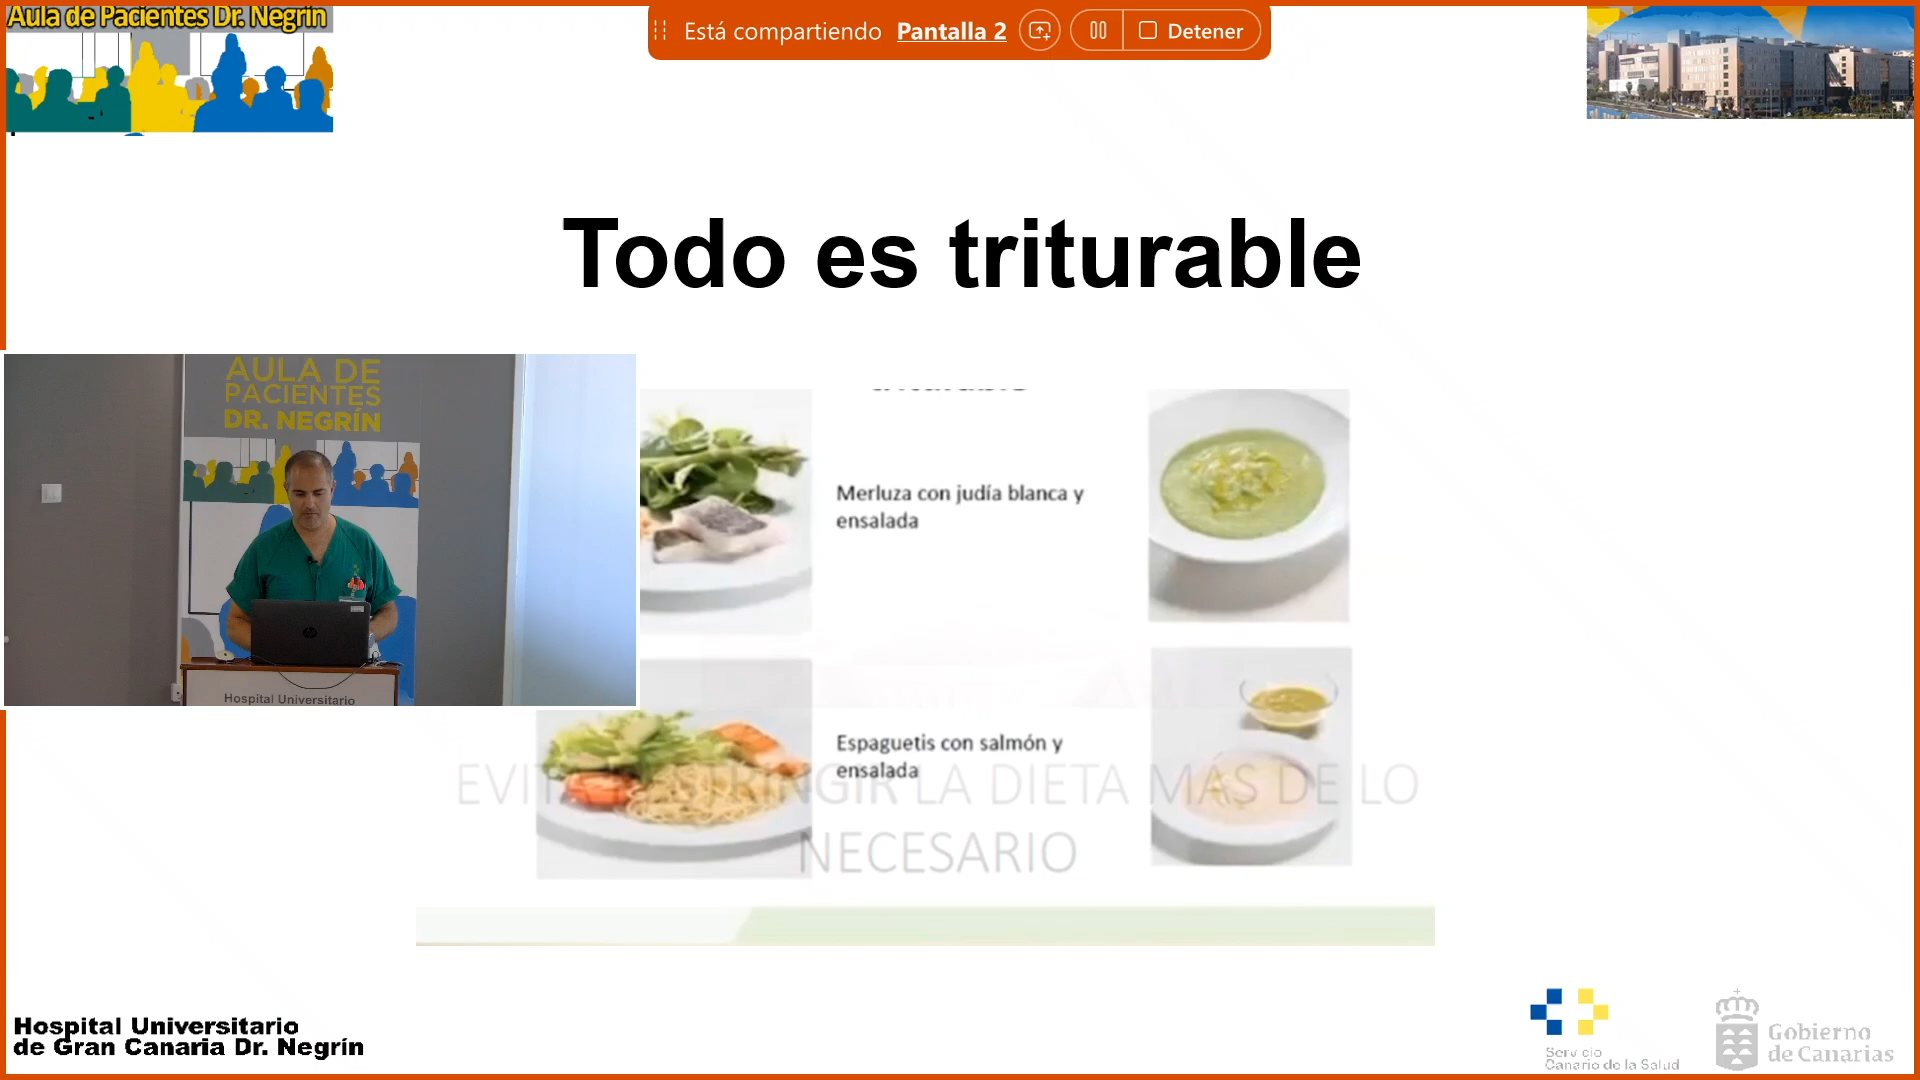 Aula de Pacientes Dr. Negrín
Está compartiendo Pantalla 2
Detener
Todo es triturable
AULA DE
PACIENTES
DR. NEGRÍN
Hospital Universitario
Merluza con judía blanca y
ensalada
Espaguetis con salmón y
ensalada
LA DIETA MÁS DE LO
NECESARIO
Hospital Universitario
de Gran Canaria Dr. Negrín
Servicio
Canario de la Salud
Gobierno
de Canarias